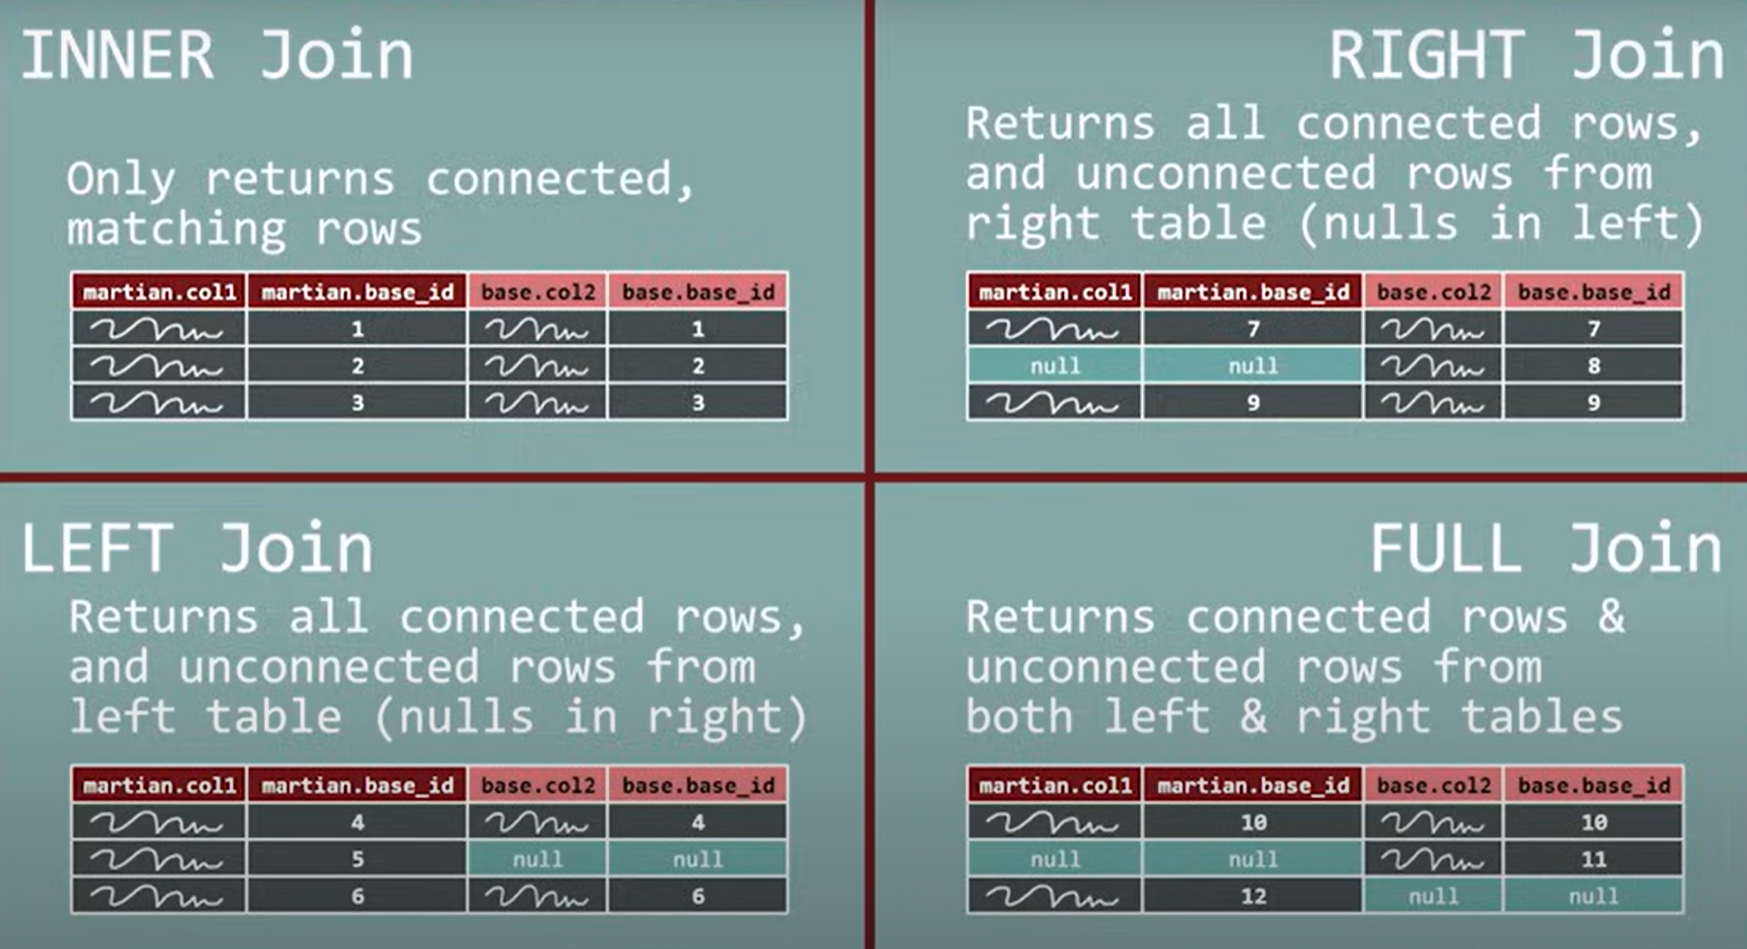 INNER Join
Only returns connected,
matching rows
martian.col1 martian.base_id base.col2 base.base_id
1 1
2 2
3 3
RIGHT Join
Returns all connected rows,
and unconnected rows from
right table (nulls in left)
martian.col1 martian.base_id base.col2 base.base_id
7 7
null null 8
9 9
LEFT Join
Returns all connected rows,
and unconnected rows from
left table (nulls in right)
martian.col1 martian.base_id base.col2 base.base_id
4 4
5 null null
6 6
FULL Join
Returns connected rows &
unconnected rows from
both left & right tables
martian.col1 martian.base_id base.col2 base.base_id
10 10
null null 11
12 null null